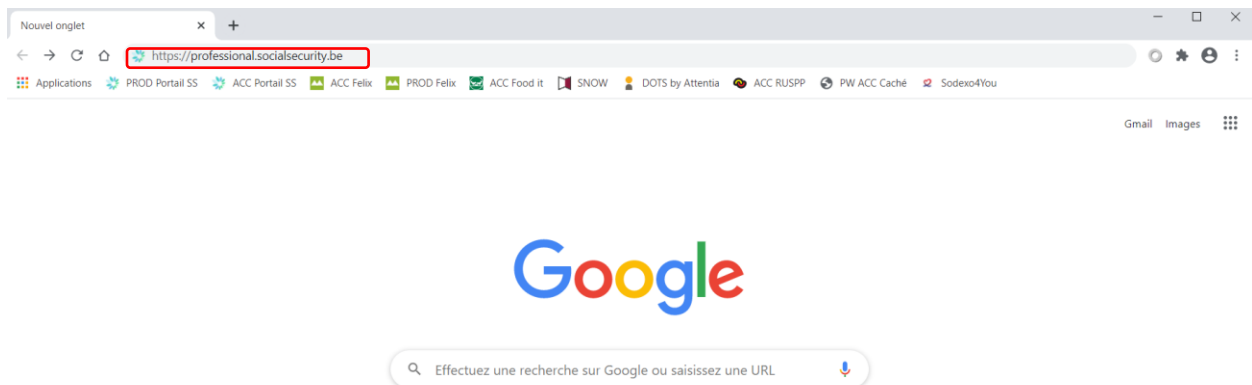 Nouvel onglet
https://professional.socialsecurity.be
Applications PROD Portail SS ACC Portail SS ACC Felix PROD Felix ACC Food it SNOW DOTS by Attentia ACC RUSPP PW ACC Caché Sodexo4You
Gmail Images
Google
Effectuez une recherche sur Google ou saisissez une URL